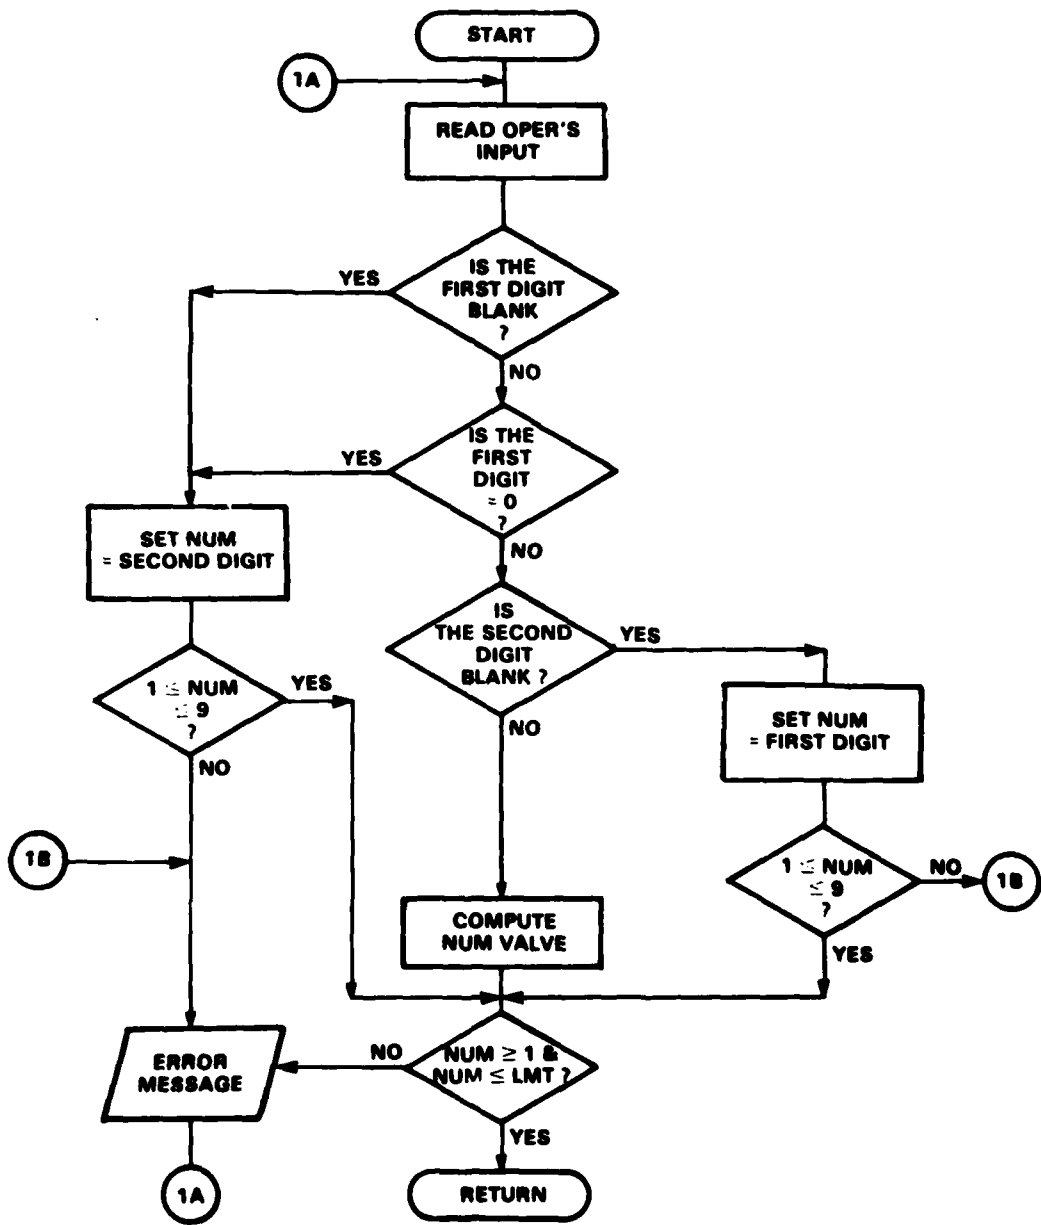 START
1A
READ OPER'S
INPUT
IS THE
FIRST DIGIT
BLANK
?
YES
NO
IS THE
FIRST
DIGIT
= 0
?
YES
NO
SET NUM
= SECOND DIGIT
IS
THE SECOND
DIGIT
BLANK ?
YES
NO
1 ≤ NUM
≤ 9
?
YES
NO
SET NUM
= FIRST DIGIT
1B
1 ≤ NUM
≤ 9
?
NO
1B
YES
COMPUTE
NUM VALVE
NUM ≥ 1 &
NUM ≤ LMT ?
NO
YES
ERROR
MESSAGE
1A
RETURN